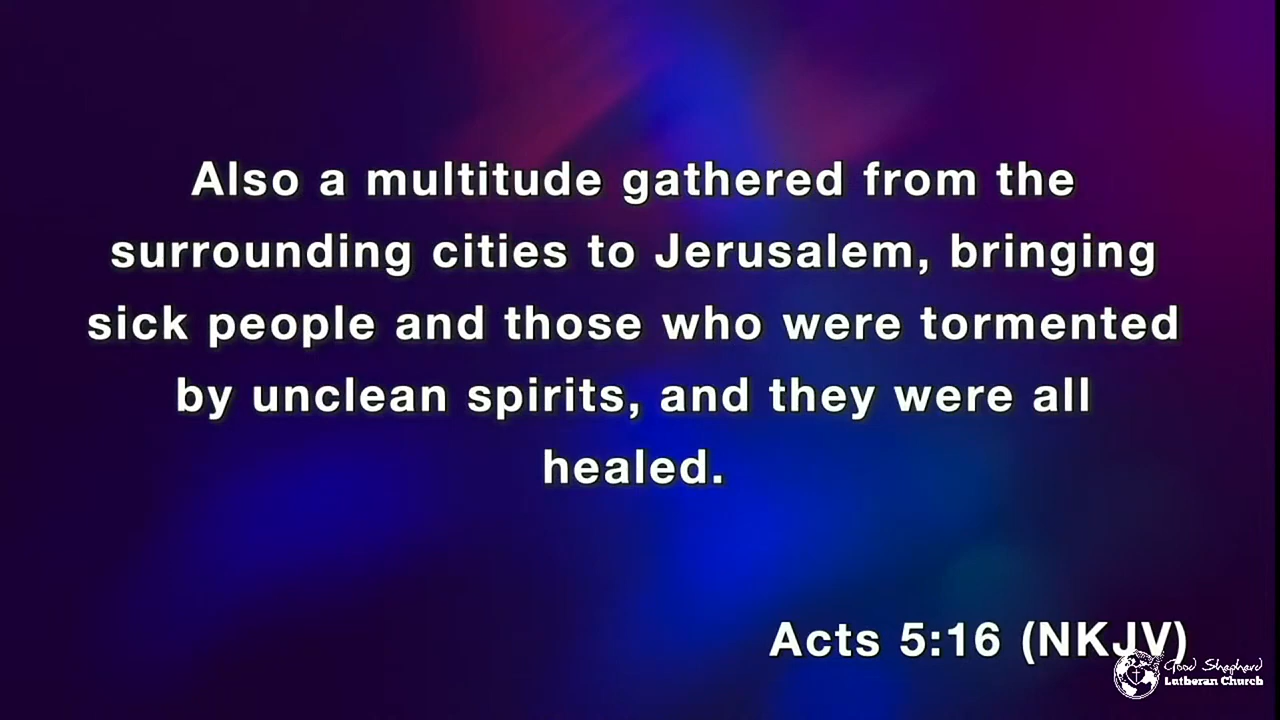 Also a multitude gathered from the
surrounding cities to Jerusalem, bringing
sick people and those who were tormented
by unclean spirits, and they were all
healed.
Acts 5:16 (NKJV)
Good Shepherd
Lutheran Church